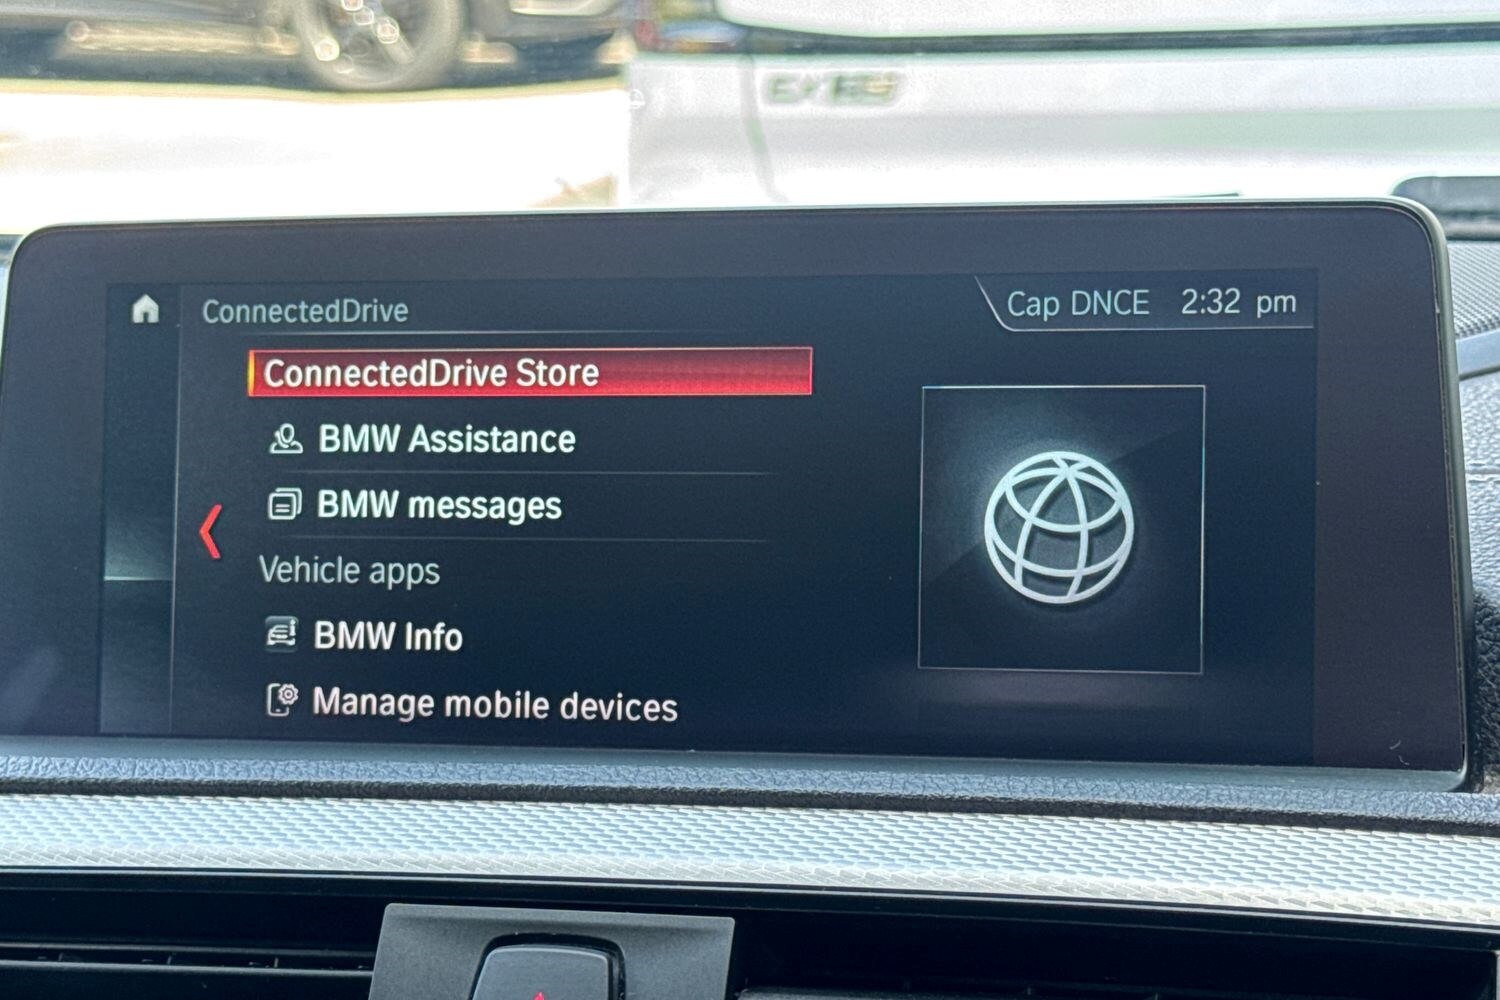 ConnectedDrive
Cap DNCE 2:32 pm
ConnectedDrive Store
BMW Assistance
BMW messages
Vehicle apps
BMW Info
Manage mobile devices